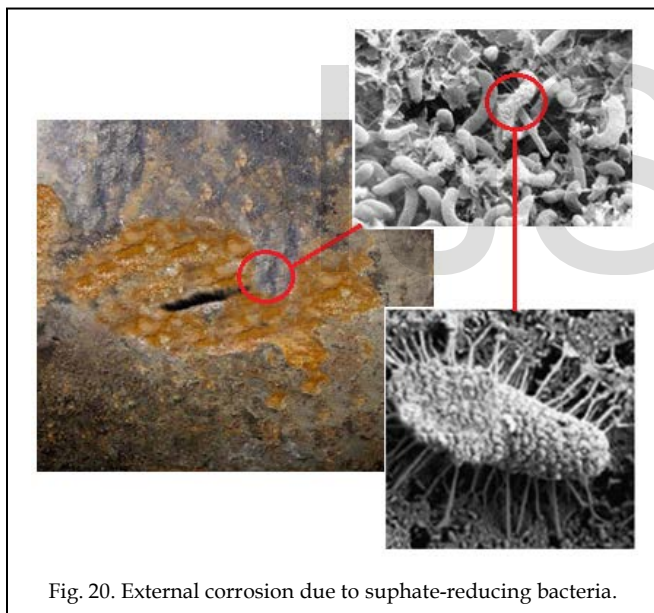 Fig. 20. External corrosion due to suphate-reducing bacteria.